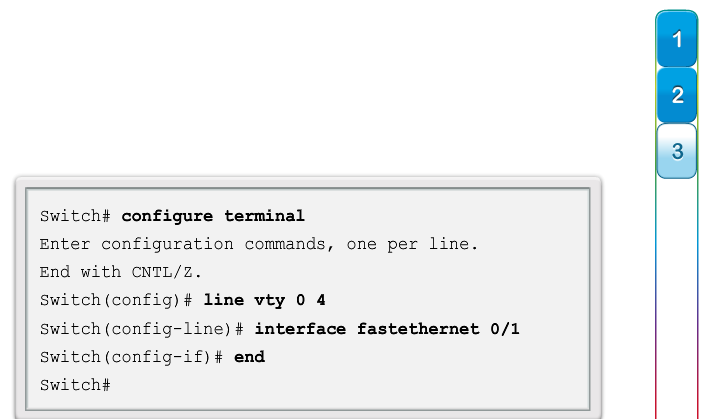 1
2
3
Switch# configure terminal
Enter configuration commands, one per line.
End with CNTL/Z.
Switch(config)# line vty 0 4
Switch(config-line)# interface fastethernet 0/1
Switch(config-if)# end
Switch#